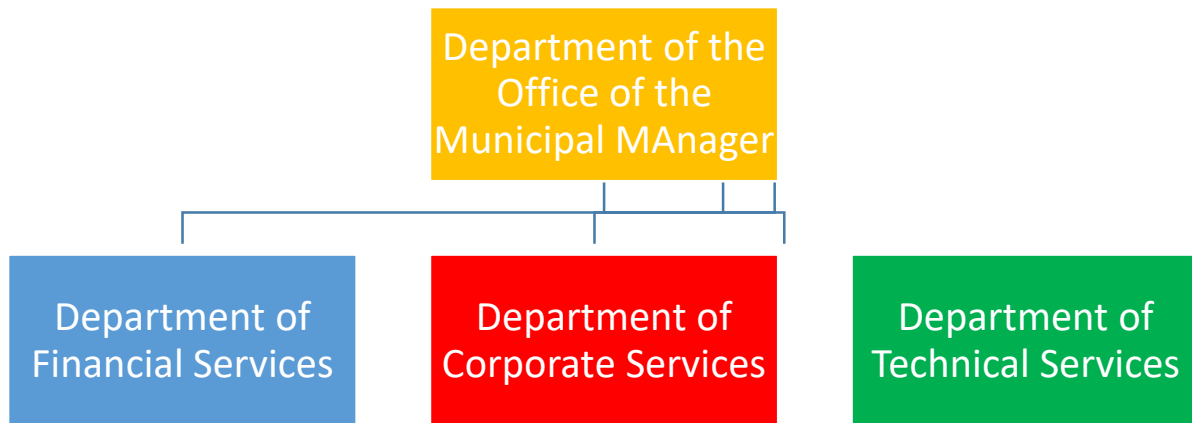 Department of the
Office of the
Municipal MAnager
Department of
Financial Services
Department of
Corporate Services
Department of
Technical Services